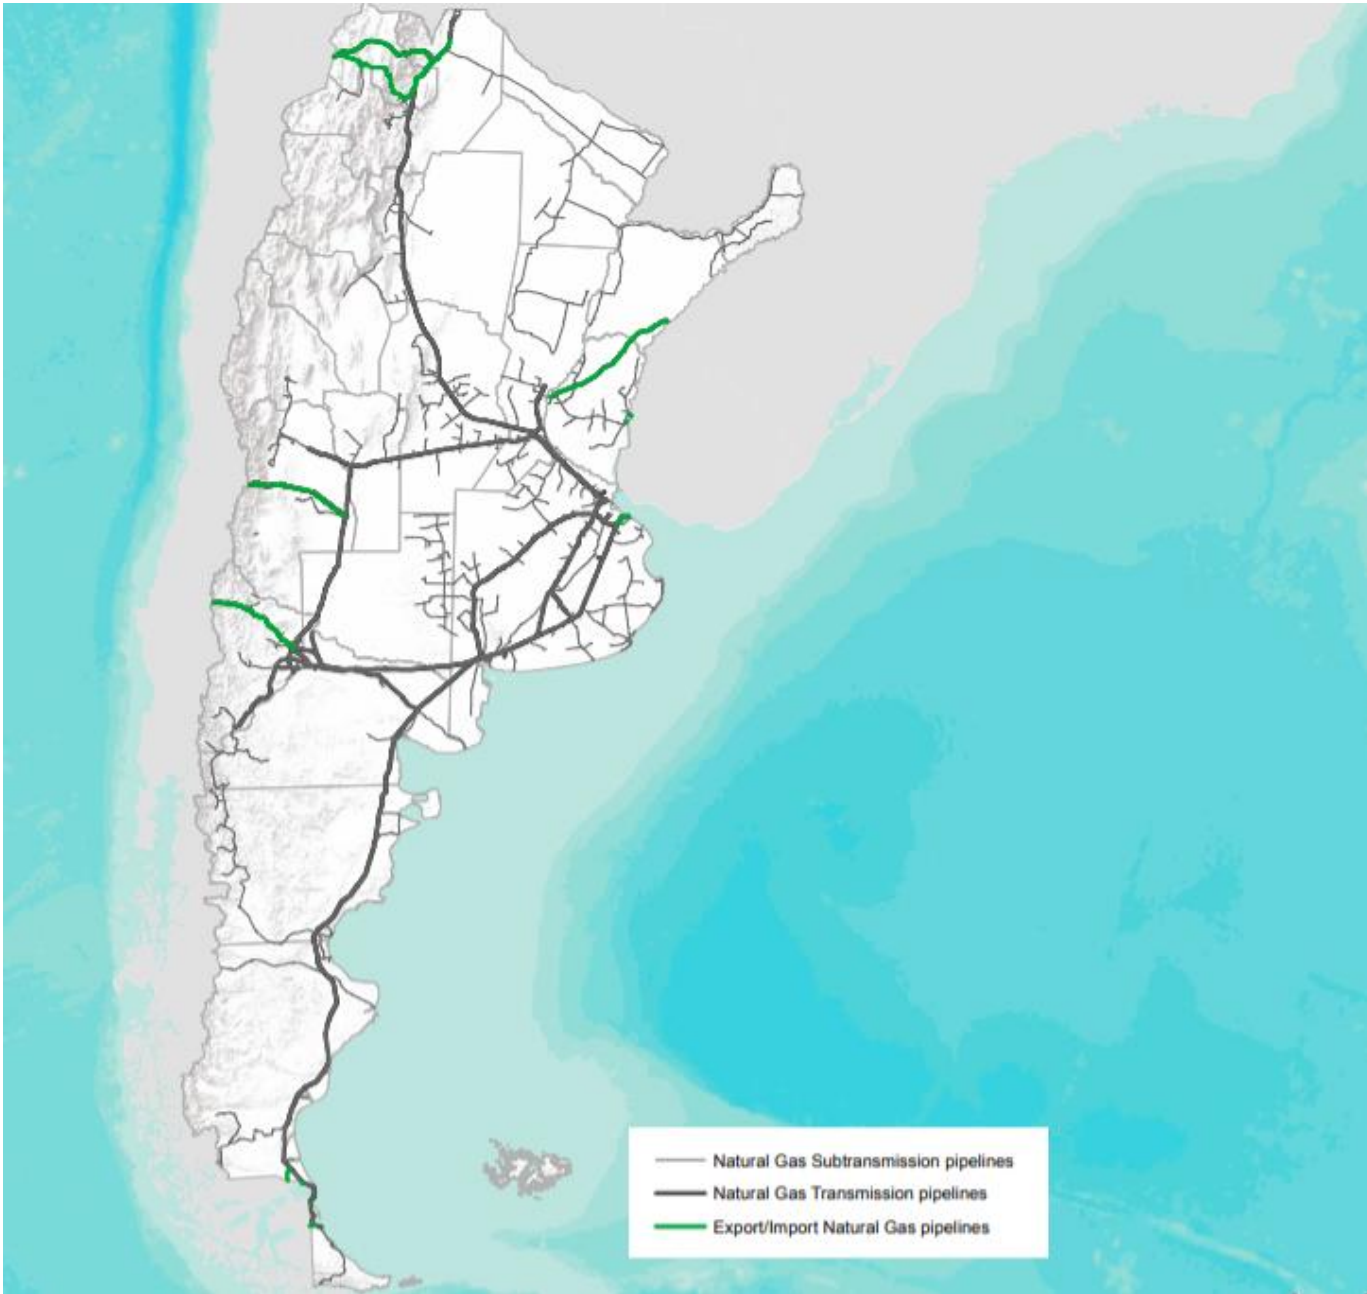 Natural Gas Subtransmission pipelines
Natural Gas Transmission pipelines
Export/Import Natural Gas pipelines